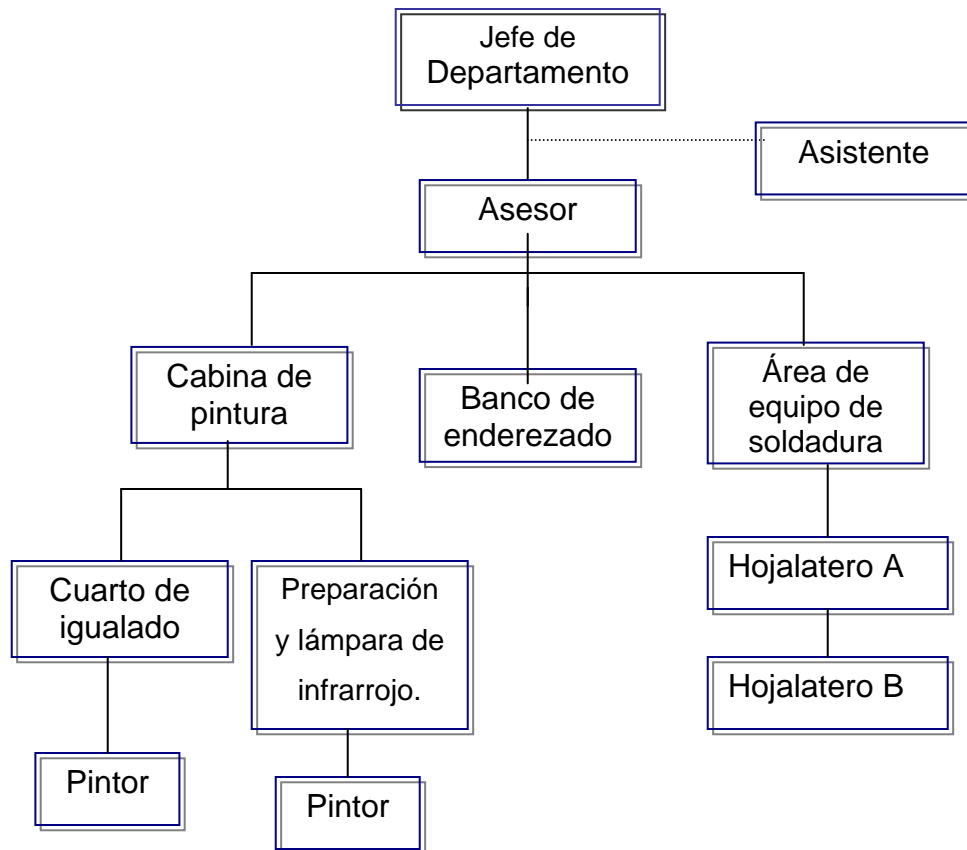 Jefe de
Departamento
Asistente
Asesor
Cabina de
pintura
Banco de
enderezado
Área de
equipo de
soldadura
Cuarto de
igualado
Preparación
y lámpara de
infrarrojo.
Hojalatero A
Hojalatero B
Pintor
Pintor